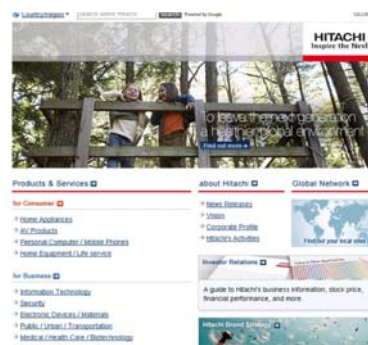 Country/Region
Search Within Hitachi
SEARCH
Powered by Google
HITACHI
Inspire the Next
To leave the next generation
a healthier global environment
Find out more
Products & Services
for Consumer
Home Appliances
AV Products
Personal Computer / Mobile Phones
Home Equipment / Life service
for Business
Information Technology
Security
Electronic Devices / Materials
Public / Urban / Transportation
Medical / Health Care / Biotechnology
about Hitachi
News Releases
Vision
Corporate Profile
Hitachi's Activities
Global Network
Find out your local sites
Investor Relations
A guide to Hitachi's business information, stock price,
financial performance, and more.
Hitachi Brand Strategy